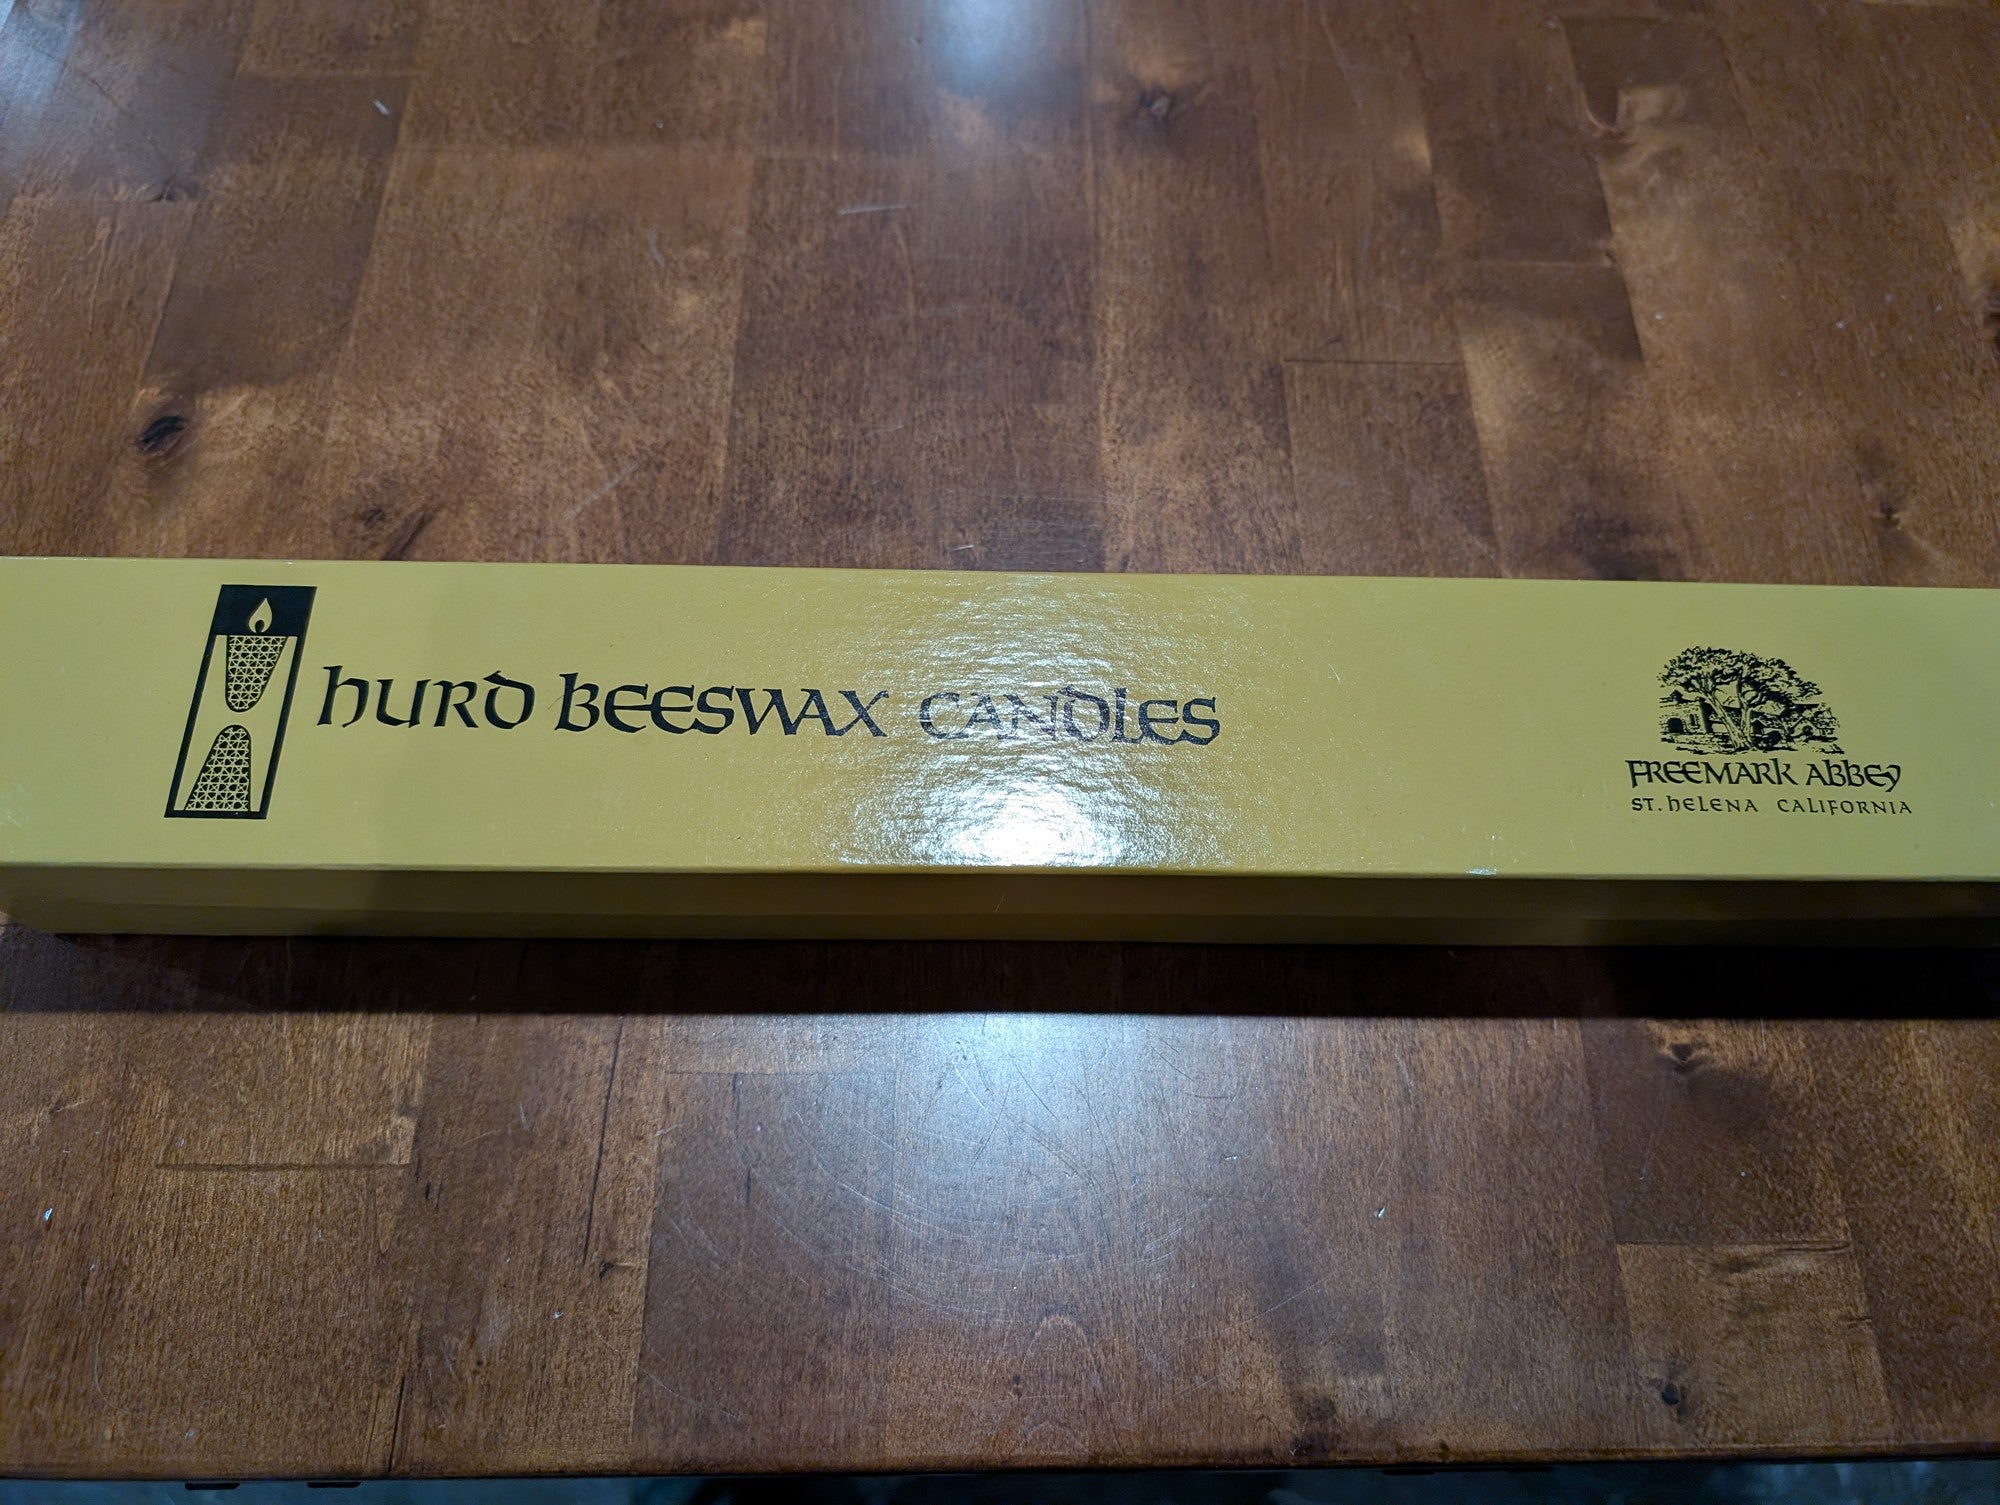 hURD BEESWAX CANDLES
FREEMARK ABBEY
ST. HELENA CALIFORNIA